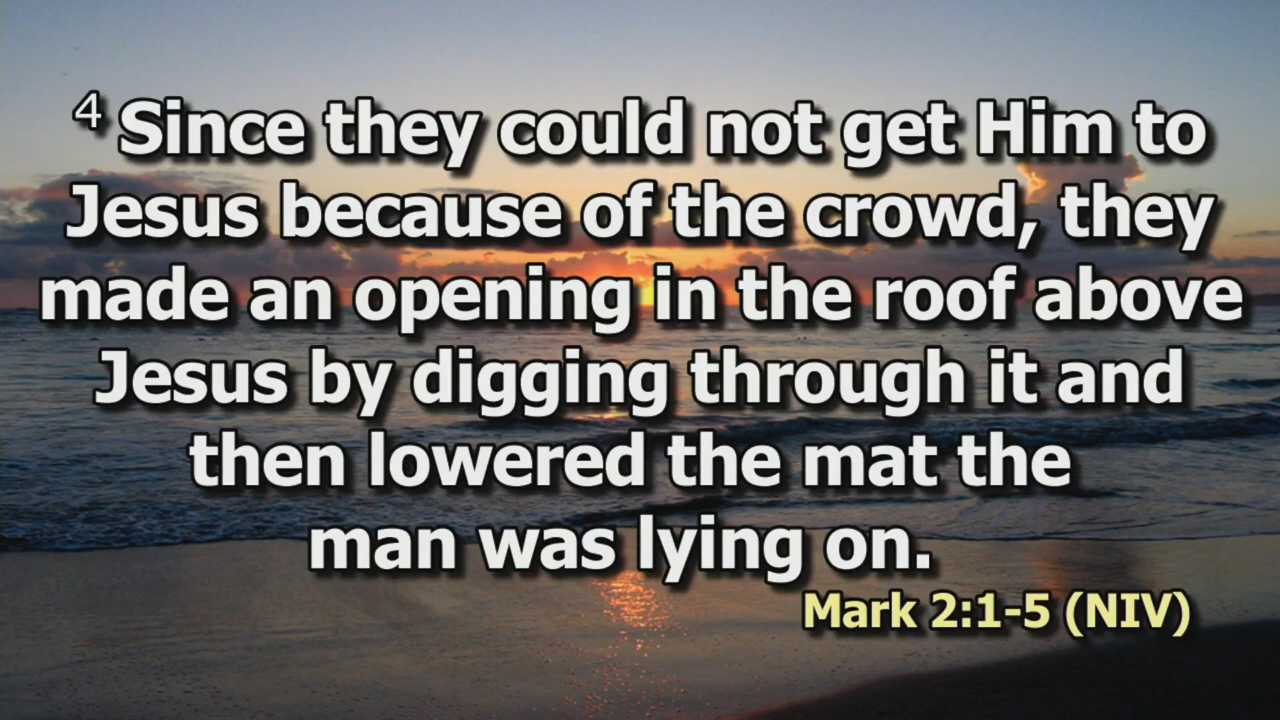 4 Since they could not get Him to
Jesus because of the crowd, they
made an opening in the roof above
Jesus by digging through it and
then lowered the mat the
man was lying on.
Mark 2:1-5 (NIV)